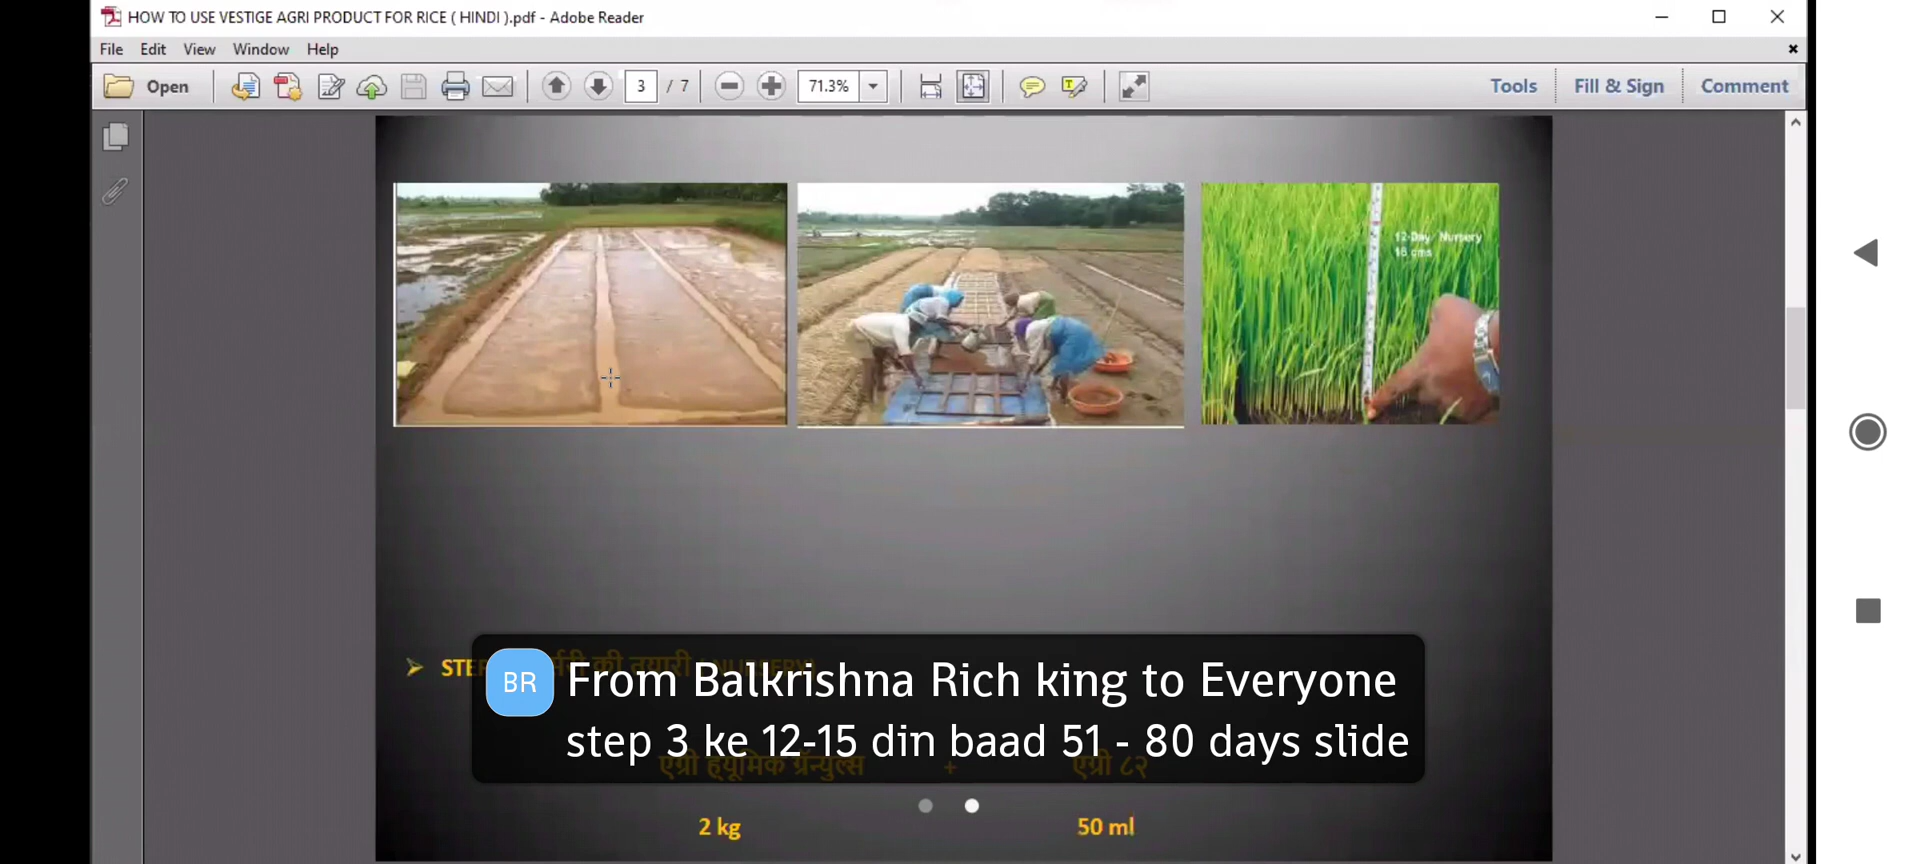 HOW TO USE VESTIGE AGRI PRODUCT FOR RICE ( HINDI ).pdf - Adobe Reader
File Edit View Window Help
Open 3 / 7 71.3% Tools Fill & Sign Comment
12-Day Nursery
16 cms
From Balkrishna Rich king to Everyone
BR
step 3 ke 12-15 din baad 51 - 80 days slide
एग्री ह्यूमिक ग्रॅन्युल्स + एग्री ८२
2 kg 50 ml